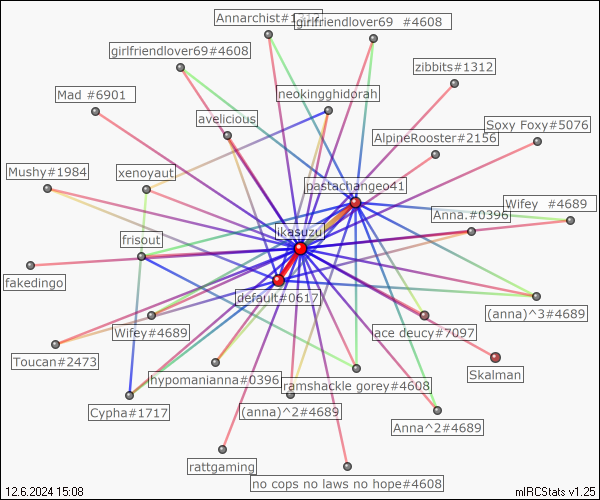 Annarchist#1312
girlfriendlover69 #4608
girlfriendlover69#4608
zibbits#1312
Mad #6901
neokingghidorah
avelicious
Soxy Foxy#5076
AlpineRooster#2156
Mushy#1984
xenoyaut
pastachangeo41
Wifey #4689
Anna.#0396
ikasuzu
frisout
fakedingo
default#0617
(anna)^3#4689
Wifey#4689
ace deucy#7097
Toucan#2473
Skalman
hypomanianna#0396
ramshackle gorey#4608
Cypha#1717
(anna)^2#4689
Anna^2#4689
rattgaming
no cops no laws no hope#4608
12.6.2024 15:08
mIRCStats v1.25